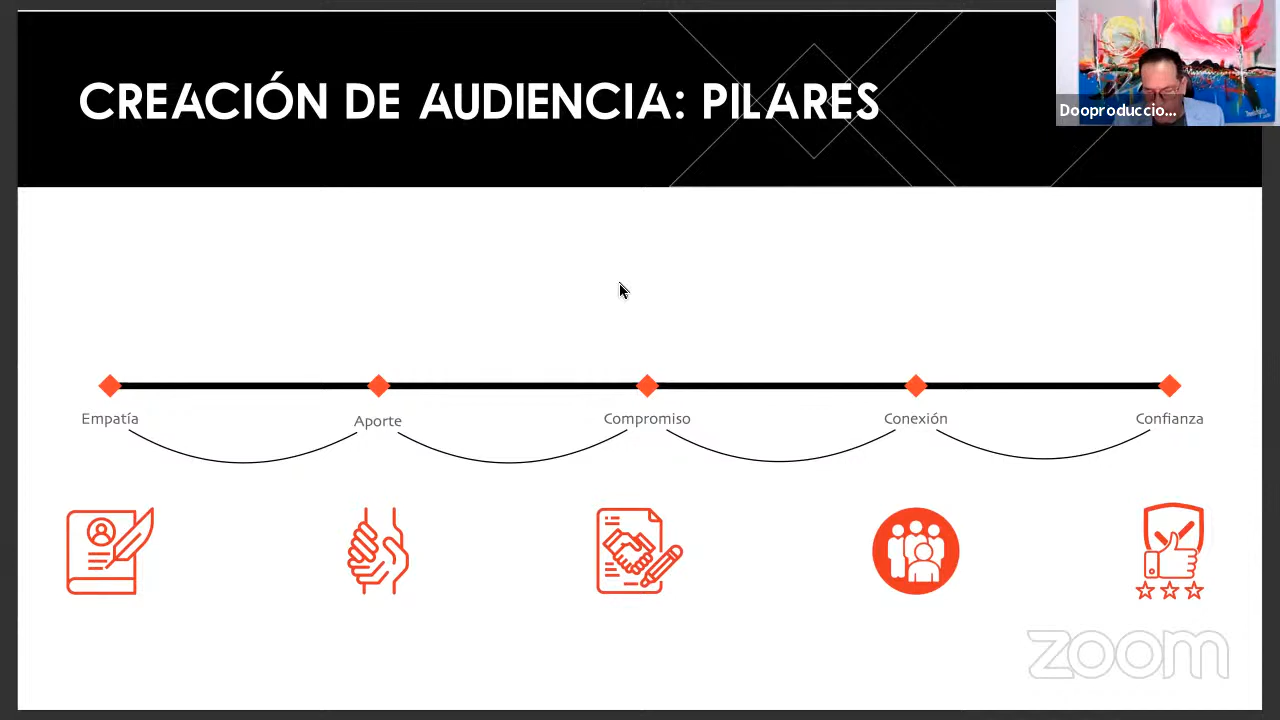 CREACIÓN DE AUDIENCIA: PILARES
Dooproduccio...
Empatía
Aporte
Compromiso
Conexión
Confianza
zoom